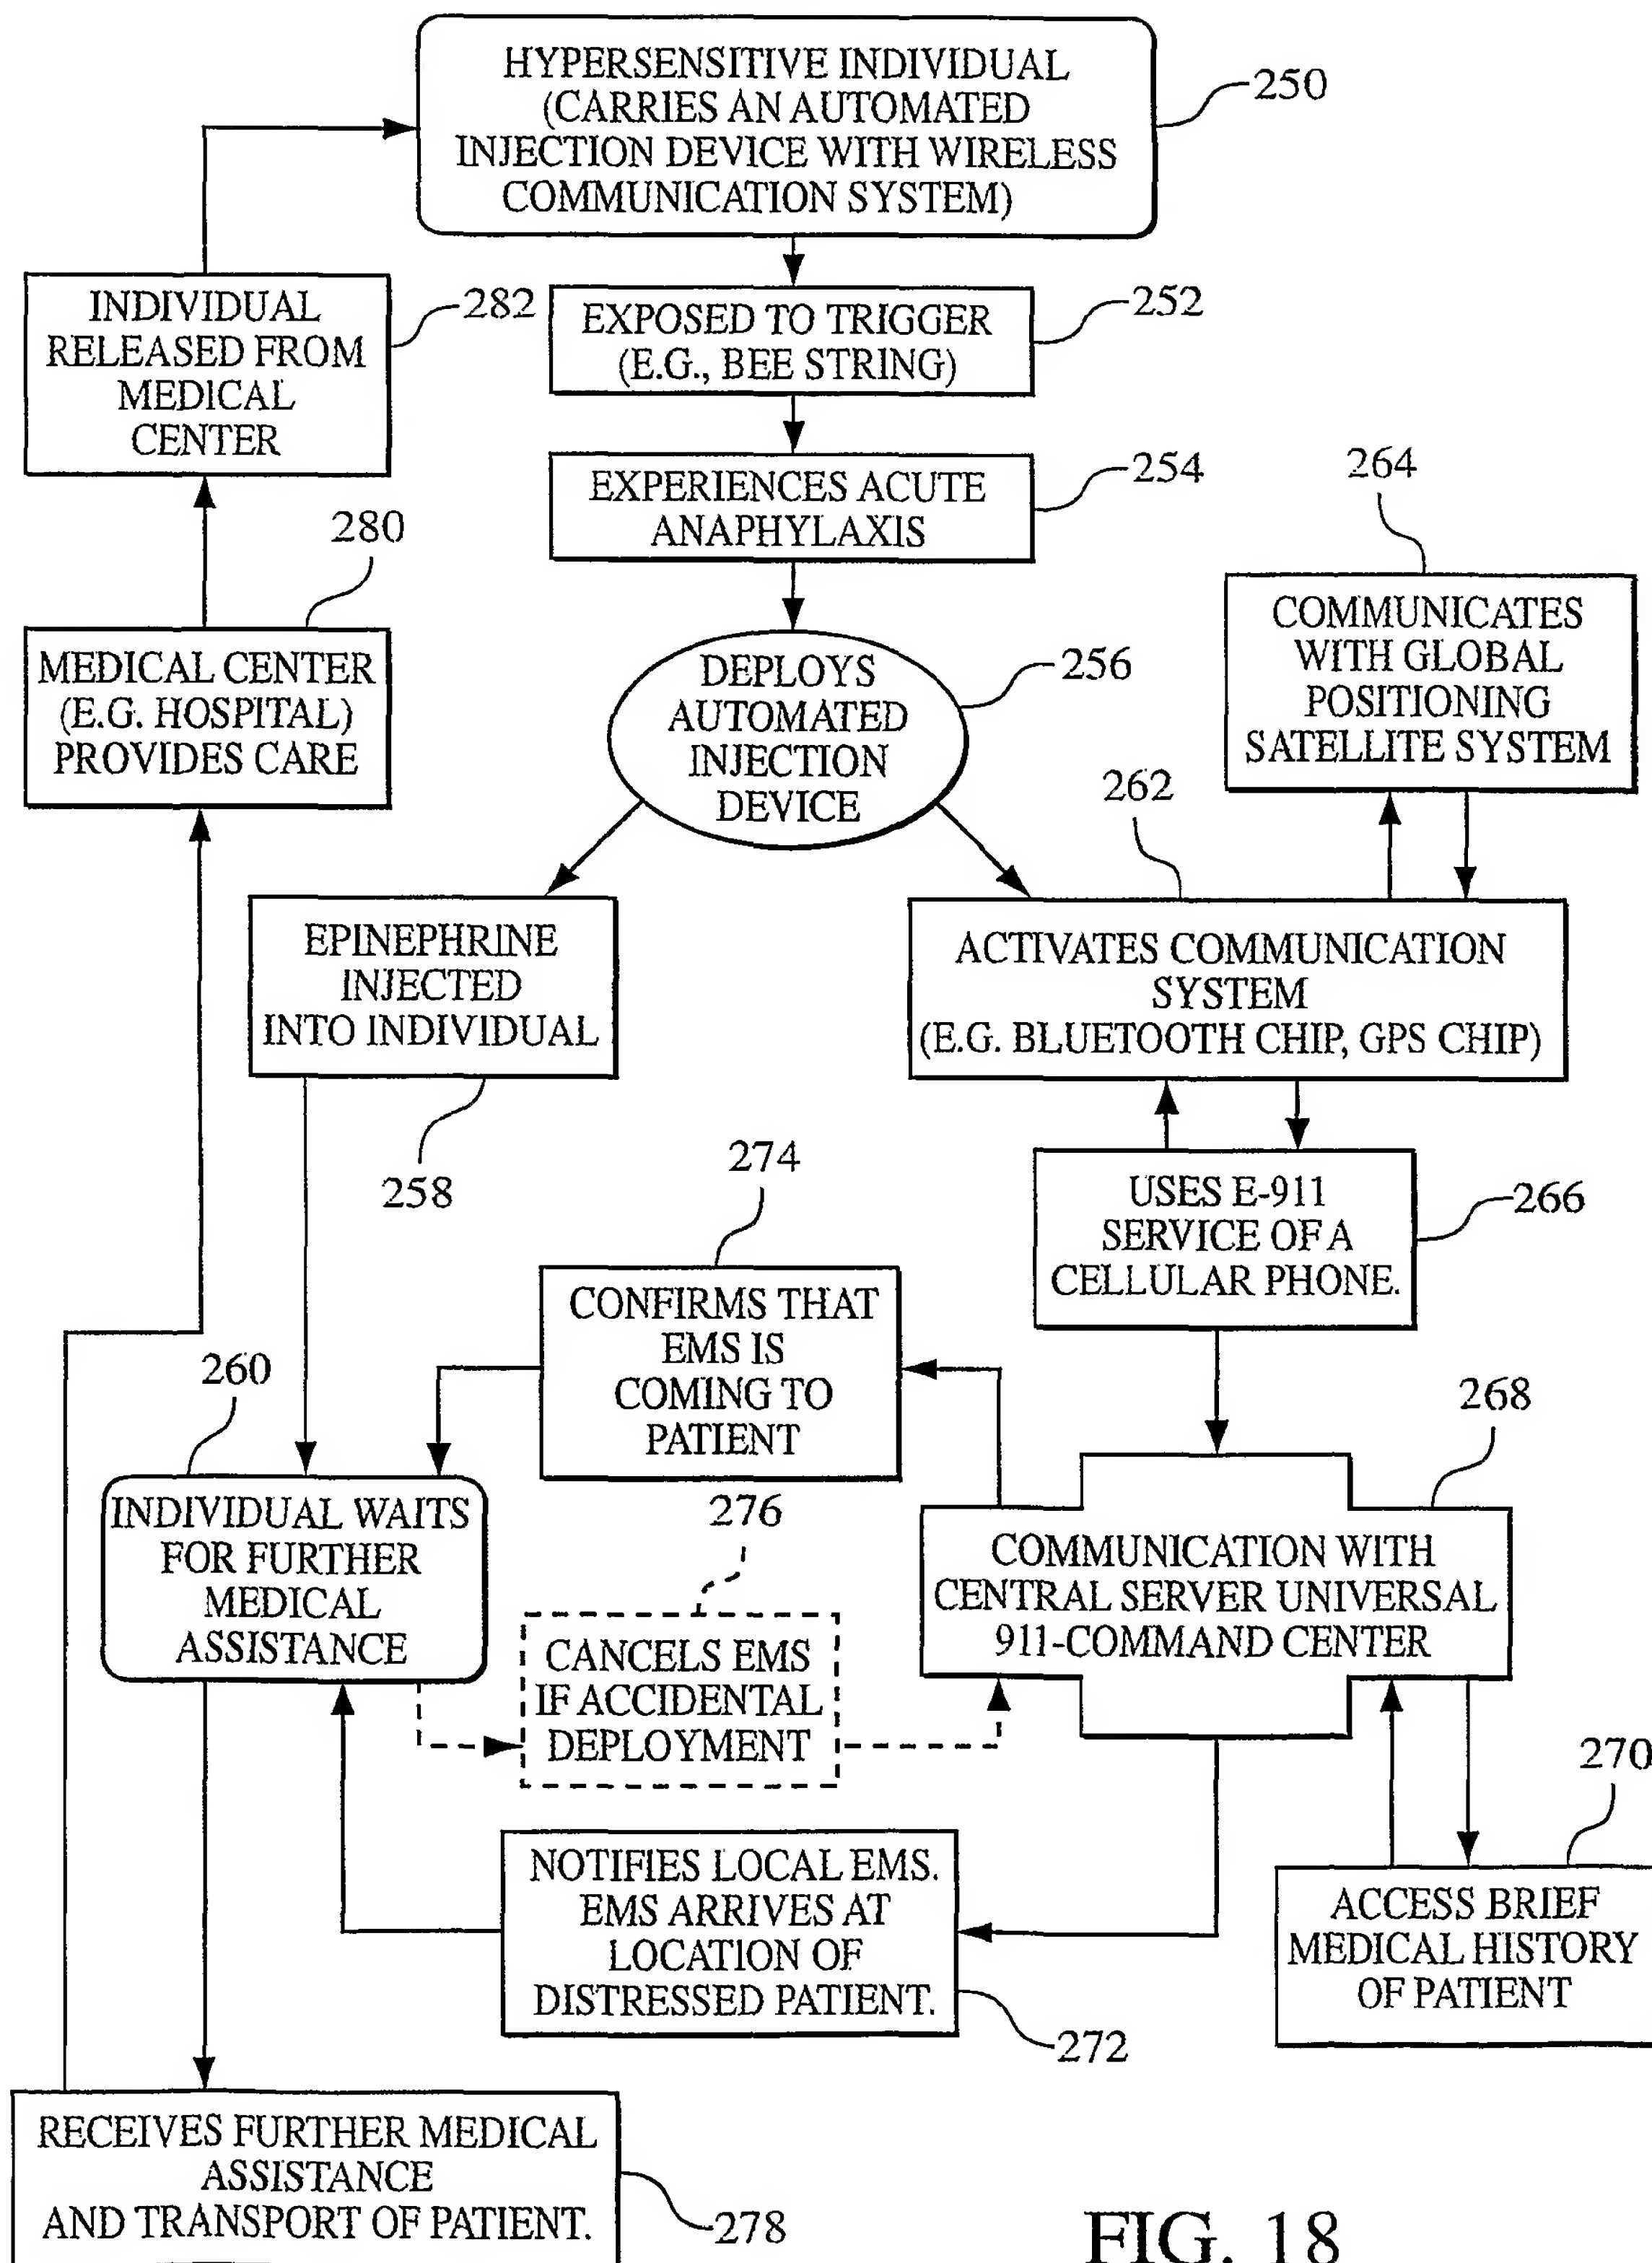 HYPERSENSITIVE INDIVIDUAL
(CARRIES AN AUTOMATED
INJECTION DEVICE WITH WIRELESS
COMMUNICATION SYSTEM)
250
INDIVIDUAL
RELEASED FROM
MEDICAL
CENTER
282
EXPOSED TO TRIGGER
(E.G., BEE STRING)
252
EXPERIENCES ACUTE
ANAPHYLAXIS
254
264
COMMUNICATES
WITH GLOBAL
POSITIONING
SATELLITE SYSTEM
280
MEDICAL CENTER
(E.G. HOSPITAL)
PROVIDES CARE
DEPLOYS
AUTOMATED
INJECTION
DEVICE
256
262
EPINEPHRINE
INJECTED
INTO INDIVIDUAL
258
ACTIVATES COMMUNICATION
SYSTEM
(E.G. BLUETOOTH CHIP, GPS CHIP)
USES E-911
SERVICE OF A
CELLULAR PHONE.
266
274
CONFIRMS THAT
EMS IS
COMING TO
PATIENT
260
INDIVIDUAL WAITS
FOR FURTHER
MEDICAL
ASSISTANCE
276
CANCELS EMS
IF ACCIDENTAL
DEPLOYMENT
268
COMMUNICATION WITH
CENTRAL SERVER UNIVERSAL
911-COMMAND CENTER
270
ACCESS BRIEF
MEDICAL HISTORY
OF PATIENT
NOTIFIES LOCAL EMS.
EMS ARRIVES AT
LOCATION OF
DISTRESSED PATIENT.
272
RECEIVES FURTHER MEDICAL
ASSISTANCE
AND TRANSPORT OF PATIENT.
278
FIG. 18